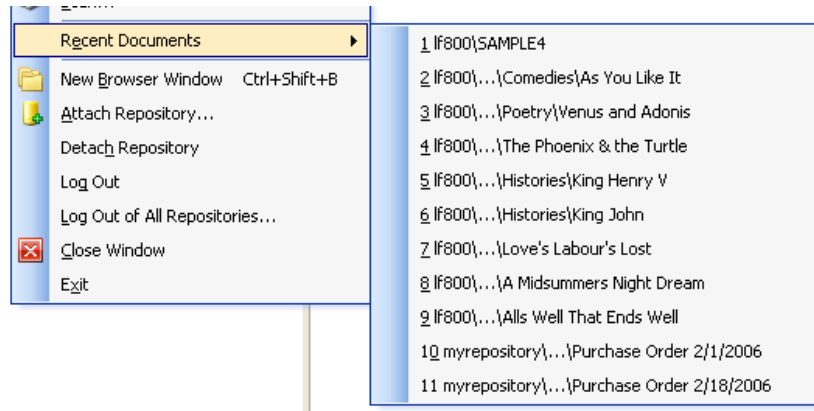 Recent Documents
New Browser Window Ctrl+Shift+B
Attach Repository...
Detach Repository
Log Out
Log Out of All Repositories...
Close Window
Exit
1 lf800\SAMPLE4
2 lf800\...\Comedies\As You Like It
3 lf800\...\Poetry\Venus and Adonis
4 lf800\...\The Phoenix & the Turtle
5 lf800\...\Histories\King Henry V
6 lf800\...\Histories\King John
7 lf800\...\Love's Labour's Lost
8 lf800\...\A Midsummers Night Dream
9 lf800\...\Alls Well That Ends Well
10 myrepository\...\Purchase Order 2/1/2006
11 myrepository\...\Purchase Order 2/18/2006